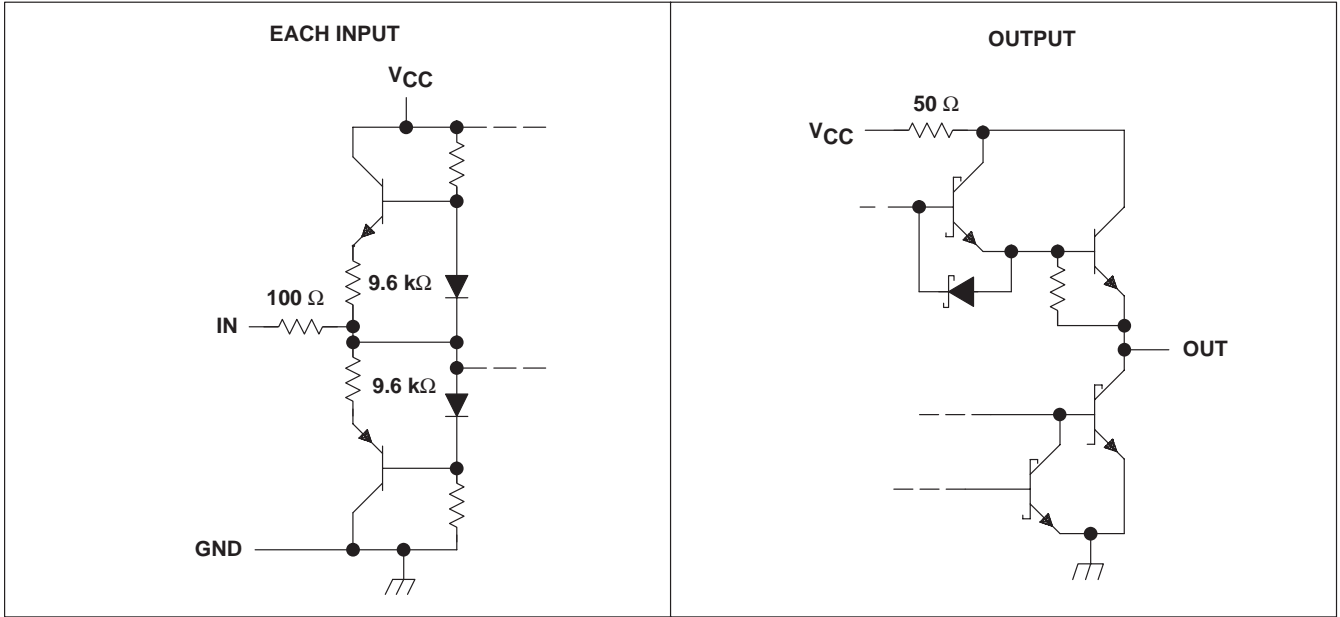 EACH INPUT
VCC
9.6 kΩ
100 Ω
IN
9.6 kΩ
GND
OUTPUT
50 Ω
VCC
OUT